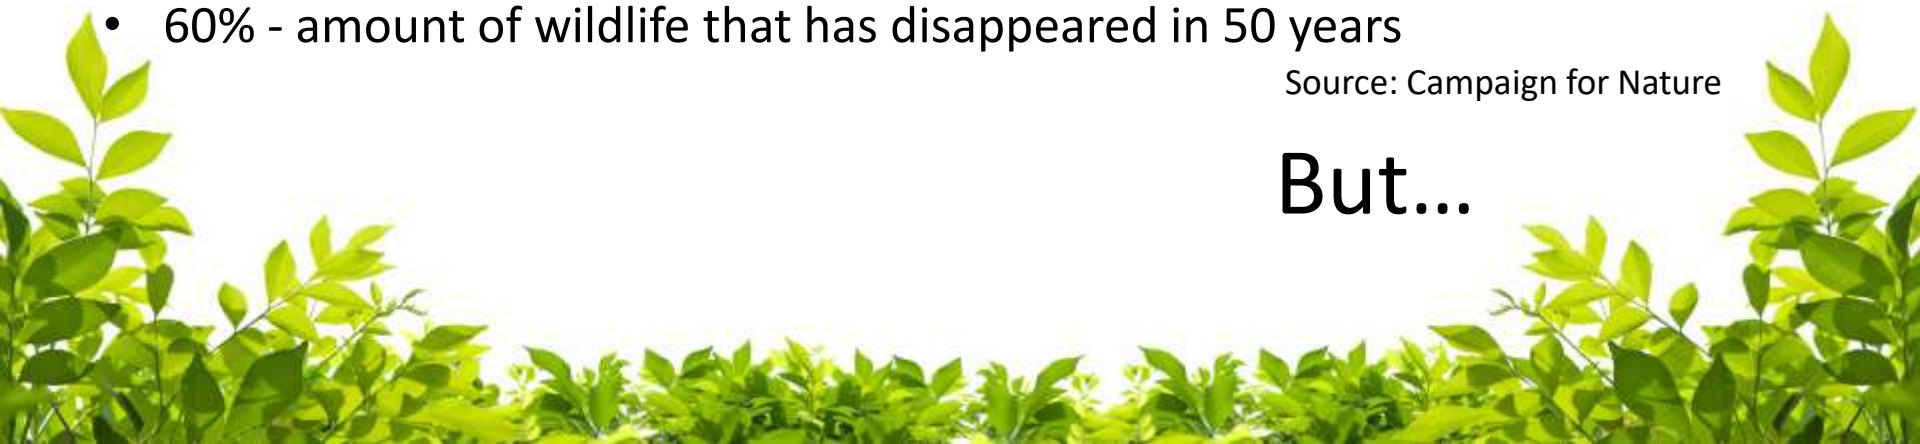 • 60% - amount of wildlife that has disappeared in 50 years
Source: Campaign for Nature
But...